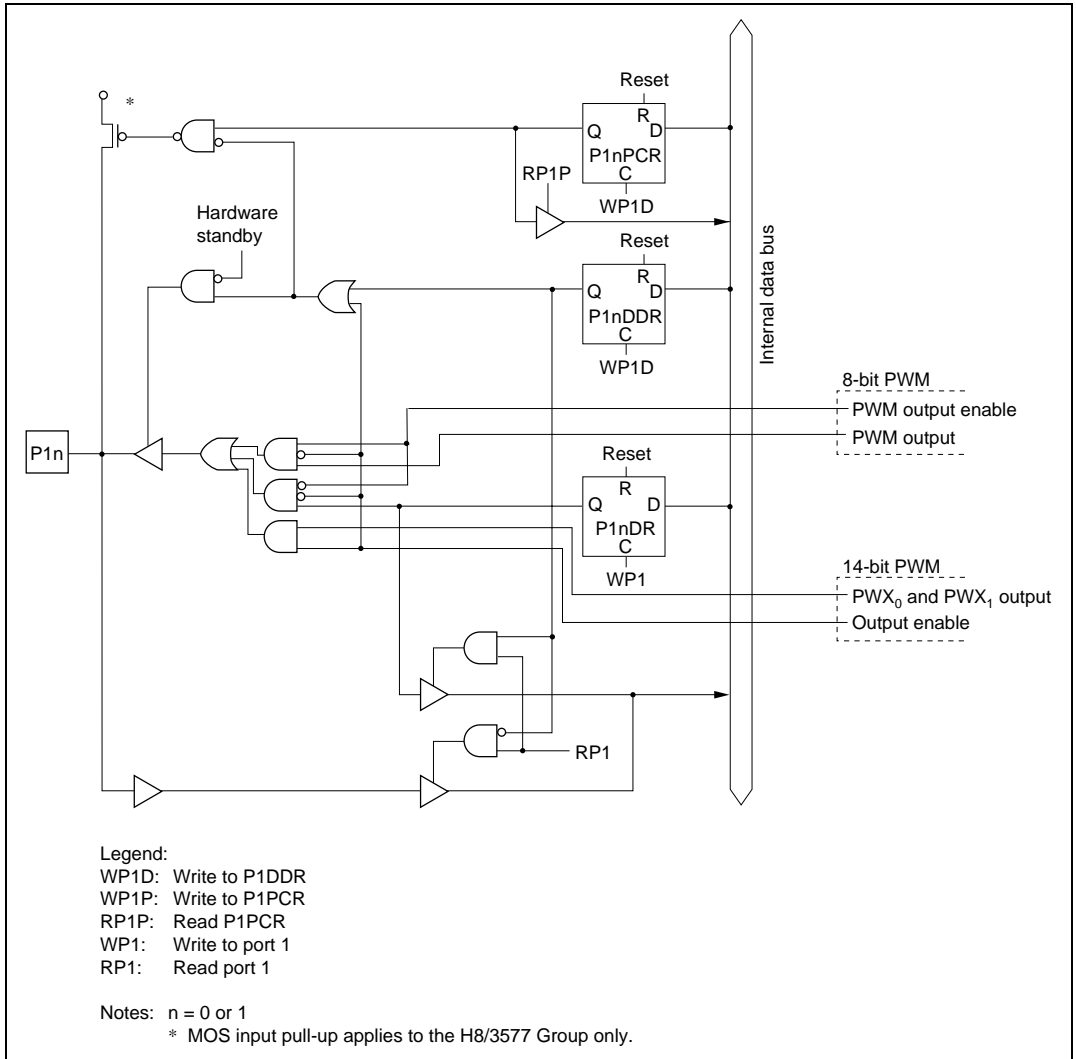 Reset
*
R
Q D
P1nPCR
C
RP1P
WP1D
Hardware
standby
Reset
R
Q D
P1nDDR
C
WP1D
Internal data bus
8-bit PWM
PWM output enable
PWM output
P1n
Reset
R
Q D
P1nDR
C
WP1
14-bit PWM
PWX0 and PWX1 output
Output enable
RP1
Legend:
WP1D: Write to P1DDR
WP1P: Write to P1PCR
RP1P: Read P1PCR
WP1: Write to port 1
RP1: Read port 1
Notes: n = 0 or 1
* MOS input pull-up applies to the H8/3577 Group only.